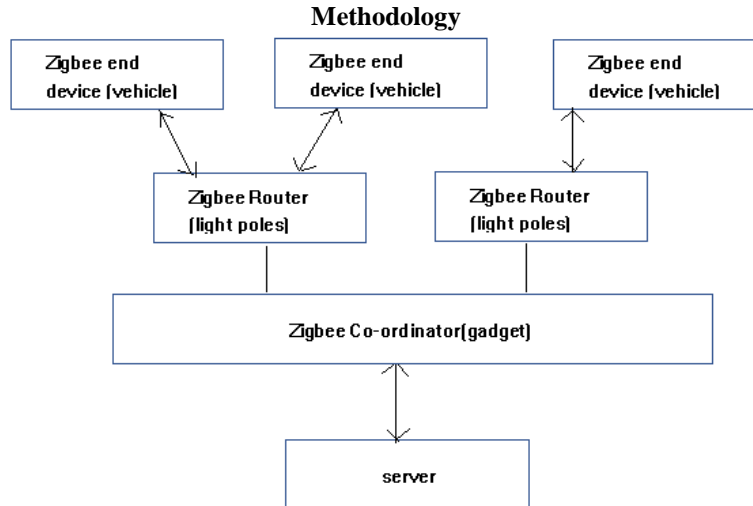 Methodology
Zigbee end
device (vehicle)
Zigbee end
device (vehicle)
Zigbee end
device (vehicle)
Zigbee Router
(light poles)
Zigbee Router
(light poles)
Zigbee Co-ordinator(gadget)
server